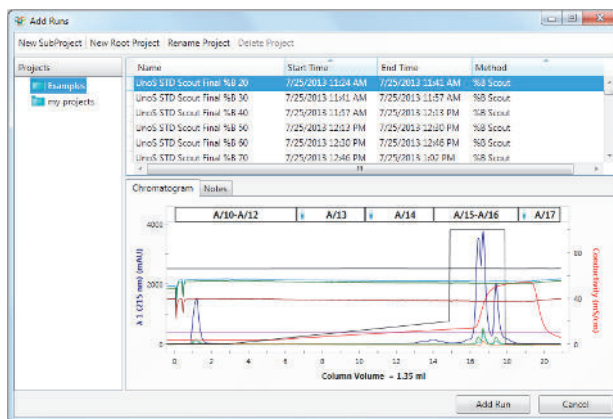 Add Runs
New SubProject New Root Project Rename Project Delete Project
Projects
Examples
my projects
Name Start Time End Time Method
UnoS STD Scout Final %B 20 7/25/2013 11:24 AM 7/25/2013 11:41 AM %B Scout
UnoS STD Scout Final %B 30 7/25/2013 11:41 AM 7/25/2013 11:57 AM %B Scout
UnoS STD Scout Final %B 40 7/25/2013 11:57 AM 7/25/2013 12:13 PM %B Scout
UnoS STD Scout Final %B 50 7/25/2013 12:13 PM 7/25/2013 12:30 PM %B Scout
UnoS STD Scout Final %B 60 7/25/2013 12:30 PM 7/25/2013 12:46 PM %B Scout
UnoS STD Scout Final %B 70 7/25/2013 12:46 PM 7/25/2013 1:02 PM %B Scout
Chromatogram Notes
A/10-A/12 A/13 A/14 A/15-A/16 A/17
4000
2000
0
λ 1 (215 nm) (mAU)
80
40
0
Conductivity (mS/cm)
0 2 4 6 8 10 12 14 16 18 20
Column Volume = 1.35 ml
Add Run Cancel